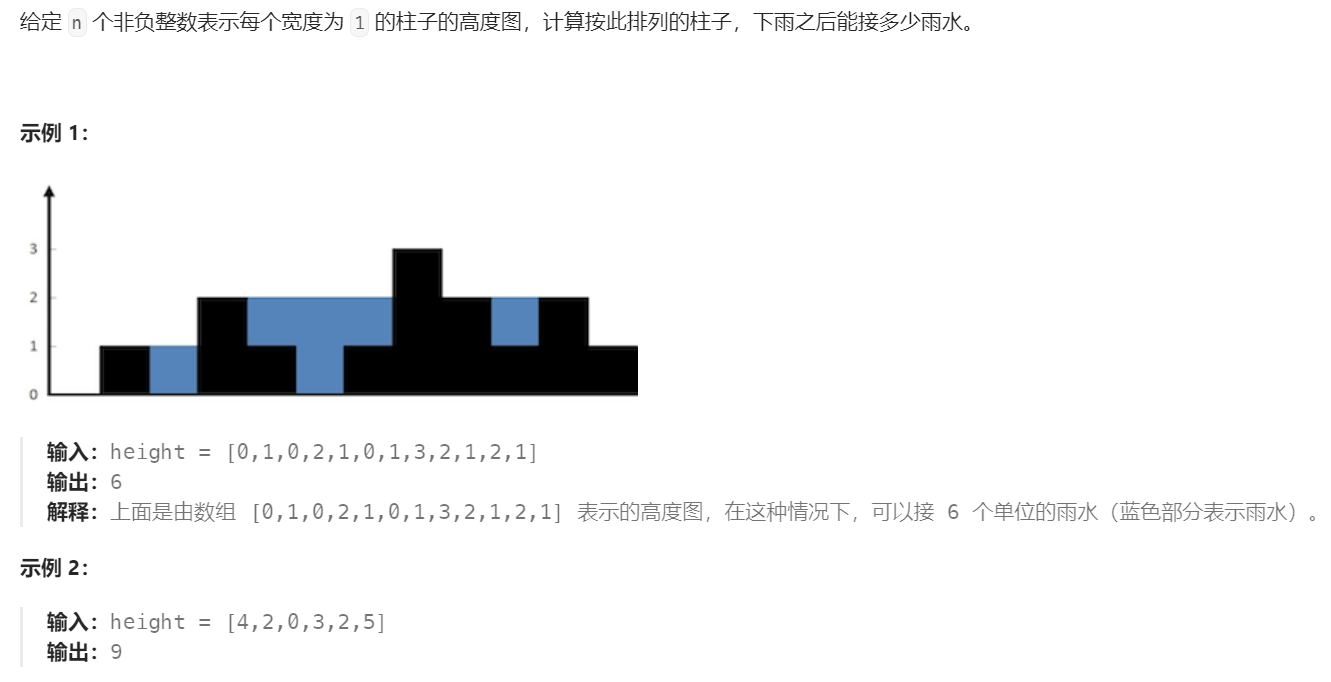 给定 n 个非负整数表示每个宽度为 1 的柱子的高度图，计算按此排列的柱子，下雨之后能接多少雨水。
示例 1：
3
2
1
0
输入：height = [0,1,0,2,1,0,1,3,2,1,2,1]
输出：6
解释：上面是由数组 [0,1,0,2,1,0,1,3,2,1,2,1] 表示的高度图，在这种情况下，可以接 6 个单位的雨水（蓝色部分表示雨水）。
示例 2：
输入：height = [4,2,0,3,2,5]
输出：9